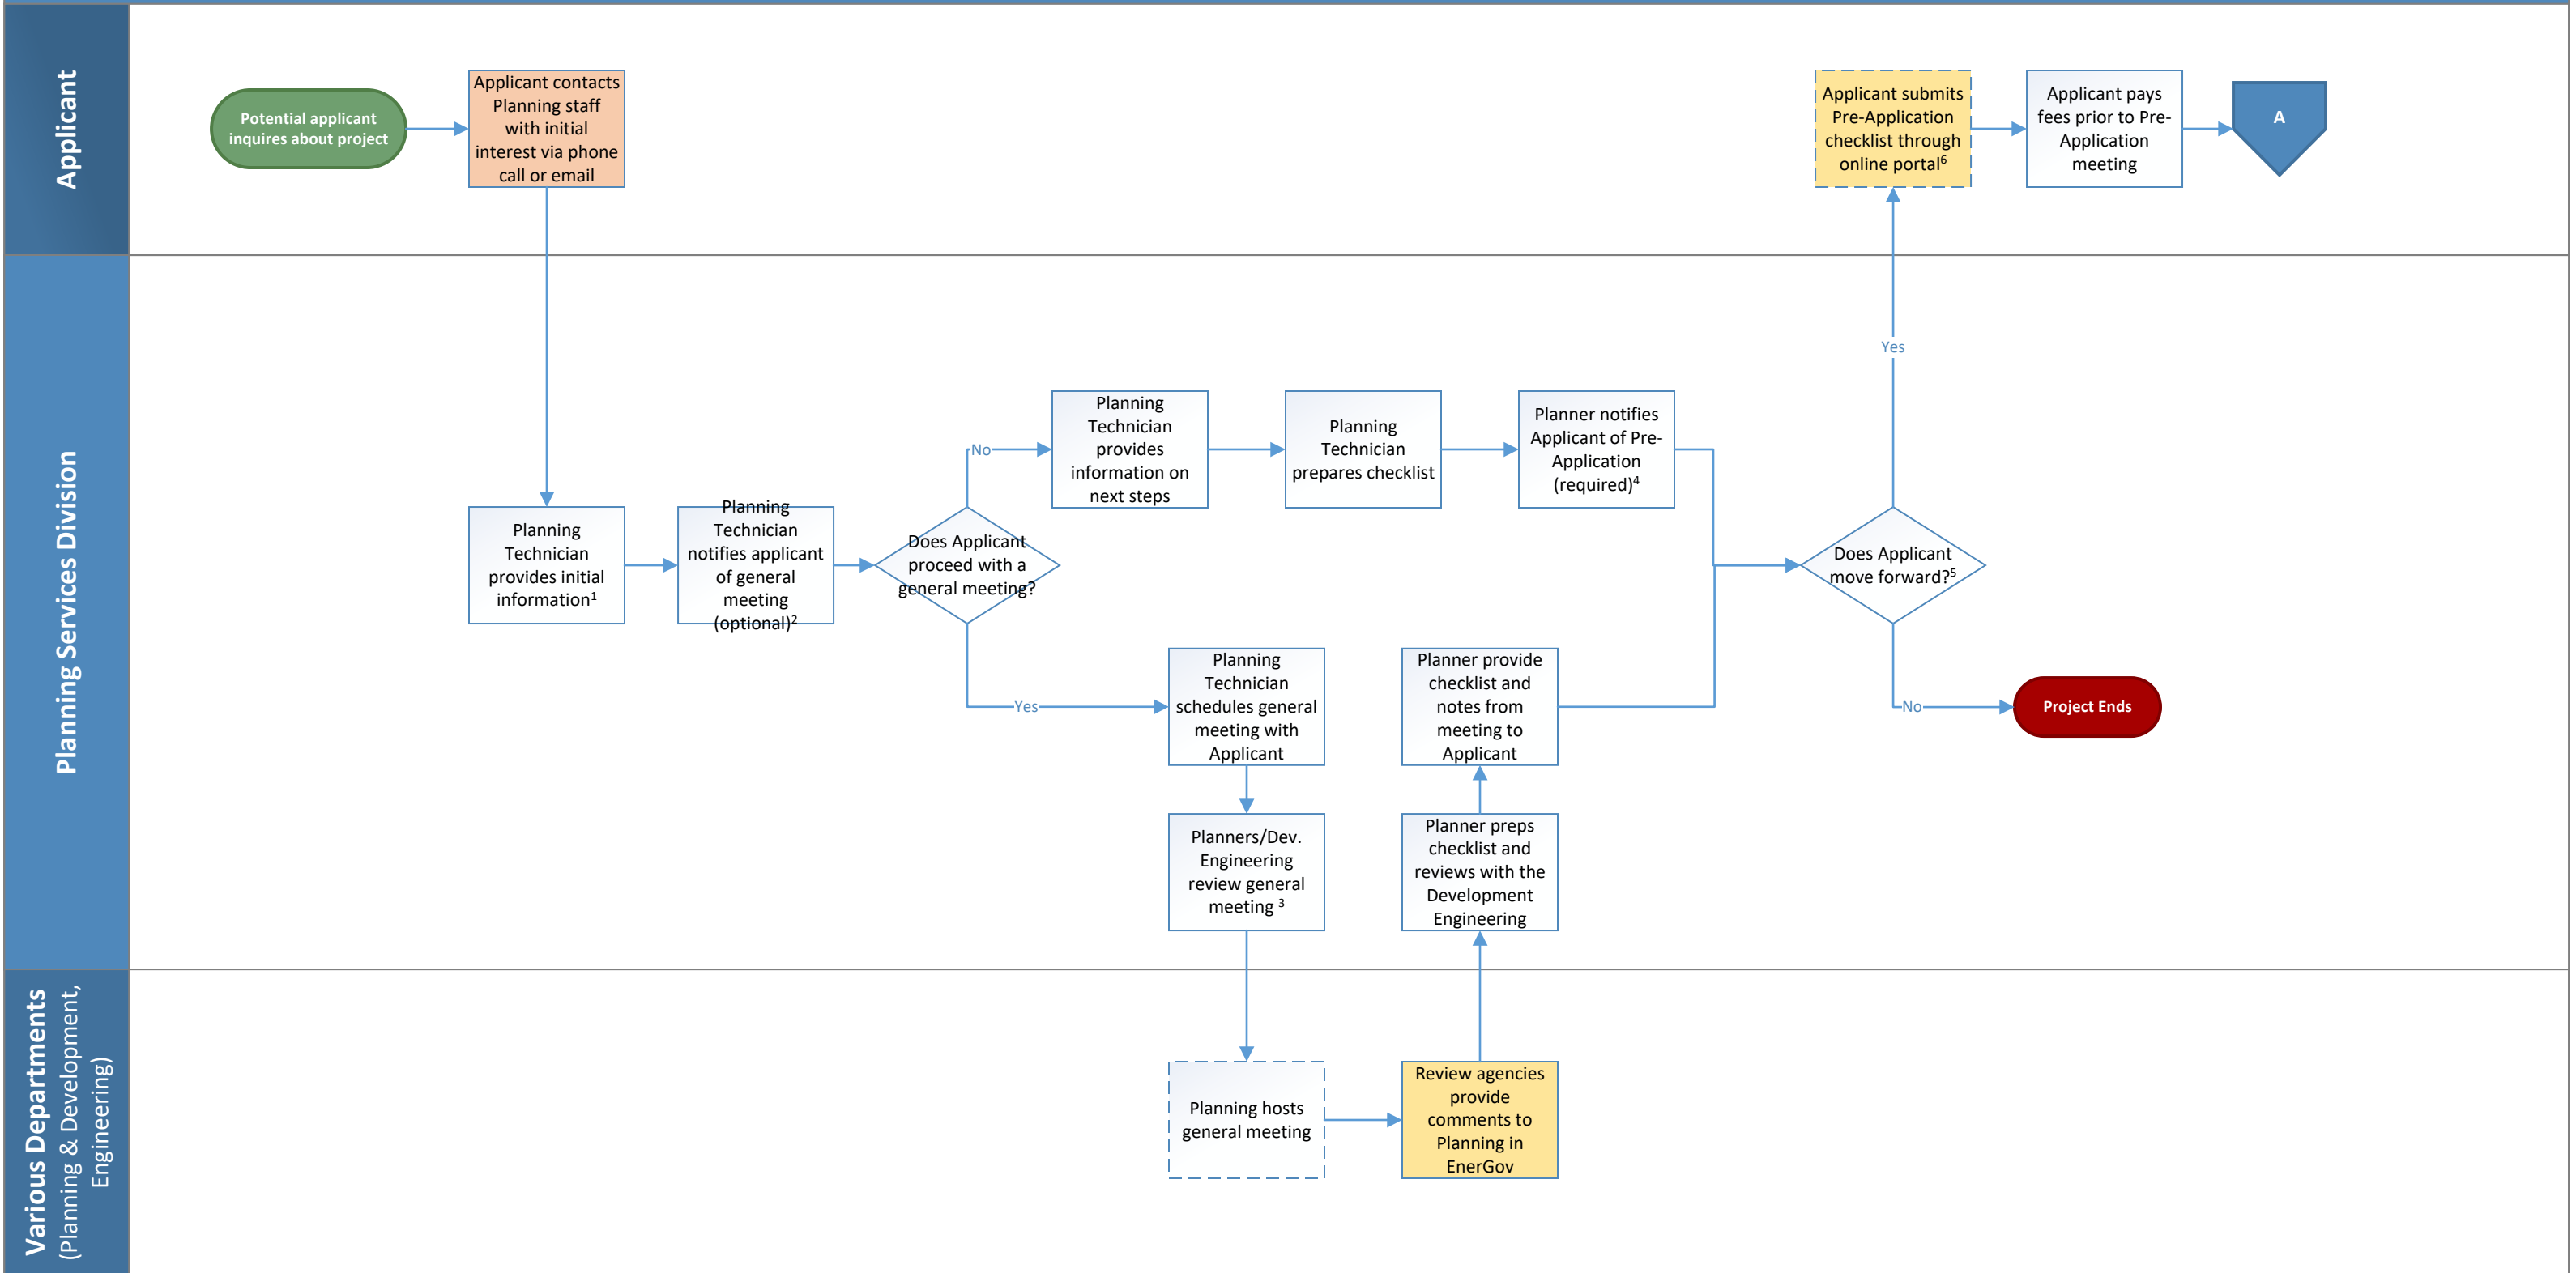 Applicant
Potential applicant
inquires about project
Applicant contacts
Planning staff
with initial
interest via phone
call or email
Applicant submits
Pre-Application
checklist through
online portal6
Applicant pays
fees prior to Pre-
Application
meeting
A
Planning Services Division
Planning
Technician
provides initial
information1
Planning
Technician
notifies applicant
of general
meeting
(optional)2
Does Applicant
proceed with a
general meeting?
No
Planning
Technician
provides
information on
next steps
Planning
Technician
prepares checklist
Planner notifies
Applicant of Pre-
Application
(required)4
Yes
Planning
Technician
schedules general
meeting with
Applicant
Planners/Dev.
Engineering
review general
meeting 3
Planner provide
checklist and
notes from
meeting to
Applicant
Planner preps
checklist and
reviews with the
Development
Engineering
Does Applicant
move forward?5
Yes
No
Project Ends
Various Departments
(Planning & Development,
Engineering)
Planning hosts
general meeting
Review agencies
provide
comments to
Planning in
EnerGov